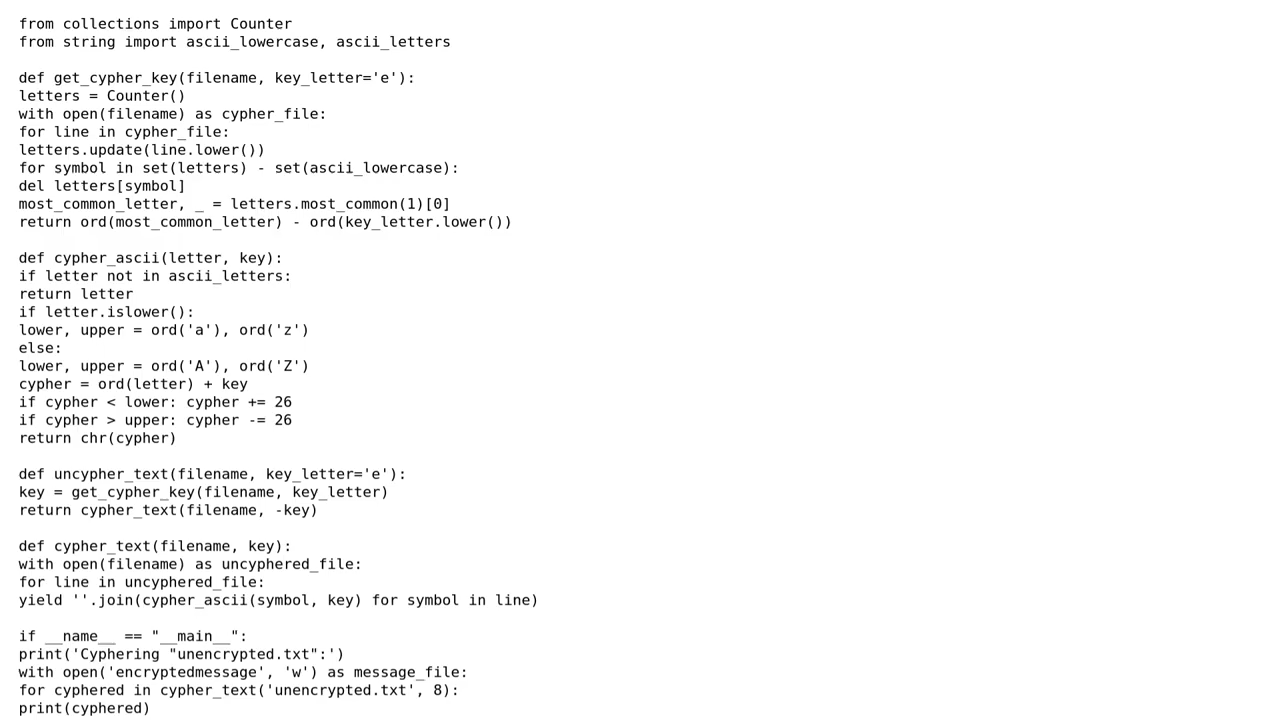 from collections import Counter
from string import ascii_lowercase, ascii_letters

def get_cypher_key(filename, key_letter='e'):
letters = Counter()
with open(filename) as cypher_file:
for line in cypher_file:
letters.update(line.lower())
for symbol in set(letters) - set(ascii_lowercase):
del letters[symbol]
most_common_letter, _ = letters.most_common(1)[0]
return ord(most_common_letter) - ord(key_letter.lower())

def cypher_ascii(letter, key):
if letter not in ascii_letters:
return letter
if letter.islower():
lower, upper = ord('a'), ord('z')
else:
lower, upper = ord('A'), ord('Z')
cypher = ord(letter) + key
if cypher < lower: cypher += 26
if cypher > upper: cypher -= 26
return chr(cypher)

def uncypher_text(filename, key_letter='e'):
key = get_cypher_key(filename, key_letter)
return cypher_text(filename, -key)

def cypher_text(filename, key):
with open(filename) as uncyphered_file:
for line in uncyphered_file:
yield ''.join(cypher_ascii(symbol, key) for symbol in line)

if __name__ == "__main__":
print('Cyphering "unencrypted.txt":')
with open('encryptedmessage', 'w') as message_file:
for cyphered in cypher_text('unencrypted.txt', 8):
print(cyphered)